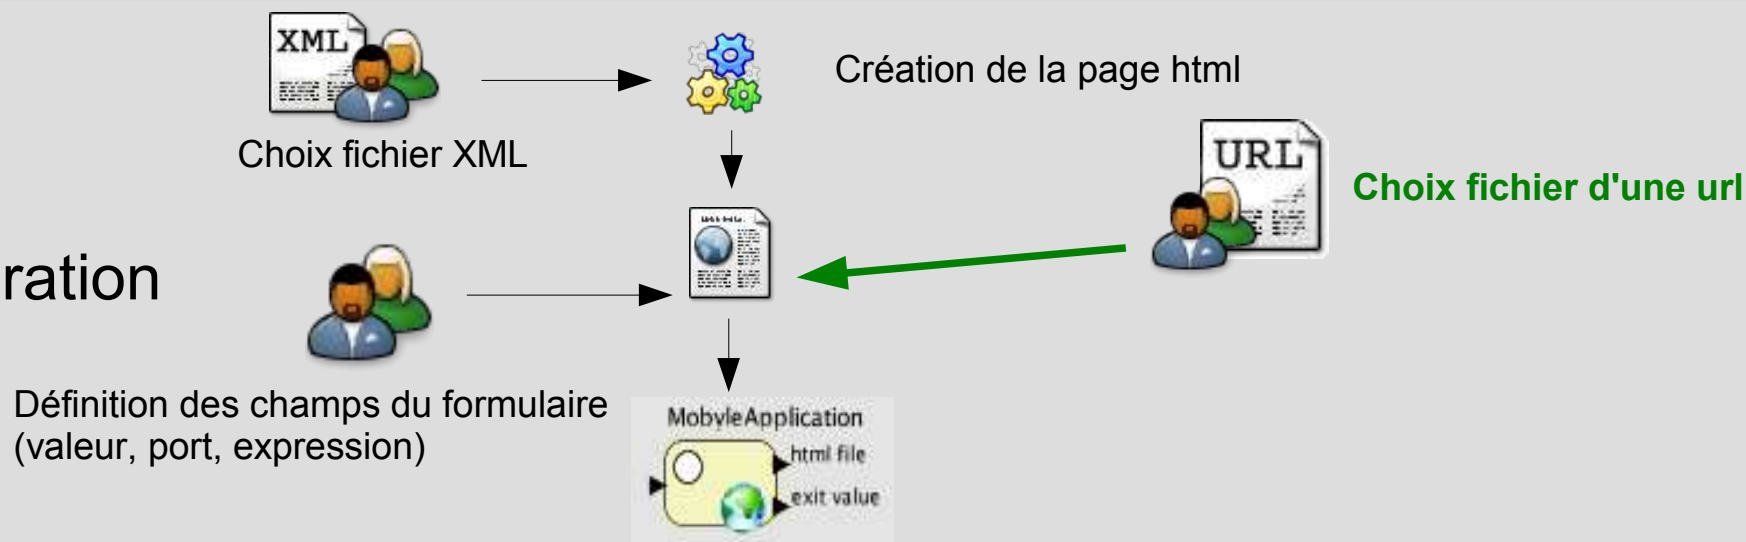 XML
Création de la page html
Choix fichier XML
URL
Choix fichier d'une url
ration
Définition des champs du formulaire
(valeur, port, expression)
MobyleApplication
html file
exit value